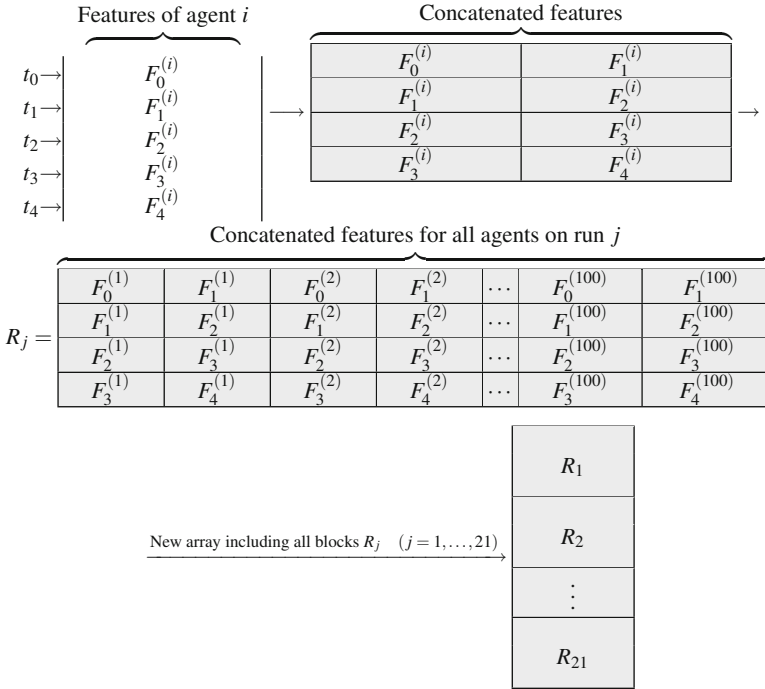 Features of agent i Concatenated features
t₀→ F₀⁽ⁱ⁾ → F₀⁽ⁱ⁾ F₁⁽ⁱ⁾ →
t₁→ F₁⁽ⁱ⁾ F₁⁽ⁱ⁾ F₂⁽ⁱ⁾
t₂→ F₂⁽ⁱ⁾ F₂⁽ⁱ⁾ F₃⁽ⁱ⁾
t₃→ F₃⁽ⁱ⁾ F₃⁽ⁱ⁾ F₄⁽ⁱ⁾
t₄→ F₄⁽ⁱ⁾
Concatenated features for all agents on run j
F₀⁽¹⁾ F₁⁽¹⁾ F₀⁽²⁾ F₁⁽²⁾ ⋯ F₀⁽¹⁰⁰⁾ F₁⁽¹⁰⁰⁾
F₁⁽¹⁾ F₂⁽¹⁾ F₁⁽²⁾ F₂⁽²⁾ ⋯ F₁⁽¹⁰⁰⁾ F₂⁽¹⁰⁰⁾
Rⱼ =
F₂⁽¹⁾ F₃⁽¹⁾ F₂⁽²⁾ F₃⁽²⁾ ⋯ F₂⁽¹⁰⁰⁾ F₃⁽¹⁰⁰⁾
F₃⁽¹⁾ F₄⁽¹⁾ F₃⁽²⁾ F₄⁽²⁾ ⋯ F₃⁽¹⁰⁰⁾ F₄⁽¹⁰⁰⁾
R₁
New array including all blocks Rⱼ (j = 1,…,21)
R₂
⋮
R₂₁